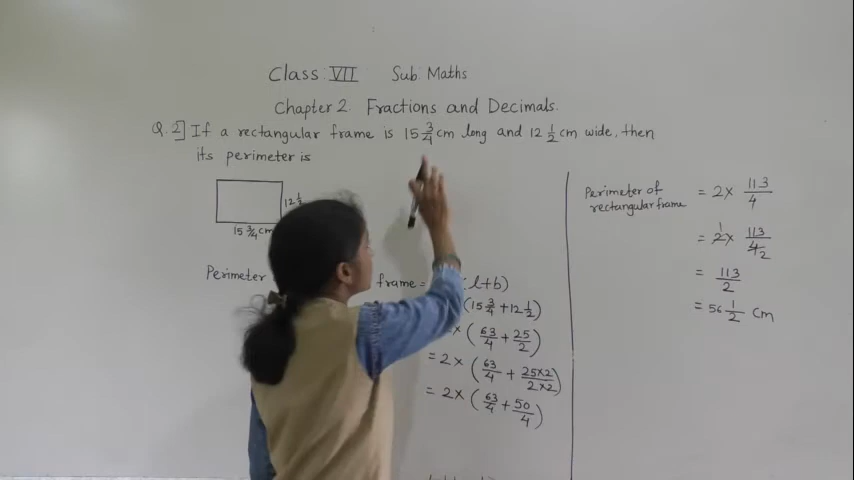 Class VII Sub Maths
Chapter 2. Fractions and Decimals.
Q. 2] If a rectangular frame is 15 3/4 cm long and 12 1/2 cm wide, then
its perimeter is
12
15 3/4 cm
Perimeter frame = (l+b)
(15 3/4 + 12 1/2)
× (63/4 + 25/2)
= 2 × (63/4 + 25×2/2×2)
= 2 × (63/4 + 50/4)
Perimeter of
rectangular frame = 2 × 113/4
= 2 × 113/4 1 2
= 113/2
= 56 1/2 cm